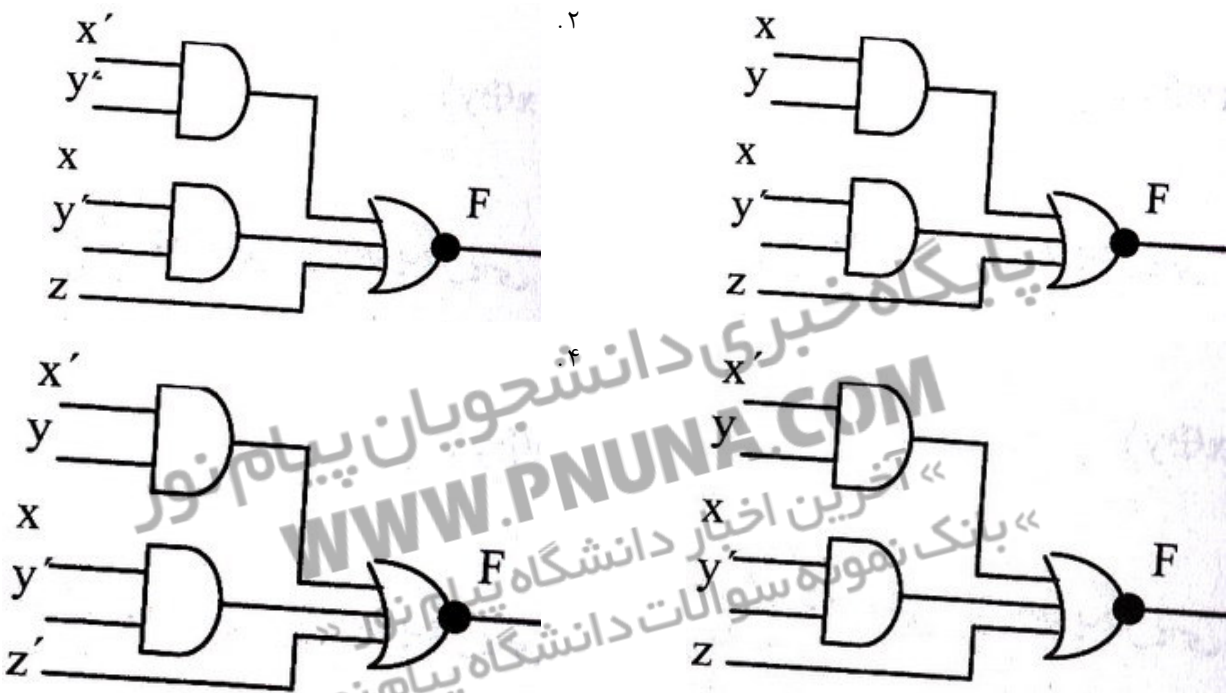 x′
y′
x
y′
z
F
.۲
x
y
x
y′
z
F
x′
y
x
y′
z′
F
.۴
x′
y
x
y′
z
F
پایگاه خبری دانشجویان پیام نور
WWW.PNUNA.COM
« آخرین اخبار دانشگاه پیام نور »
« بانک نمونه سوالات دانشگاه پیام نور